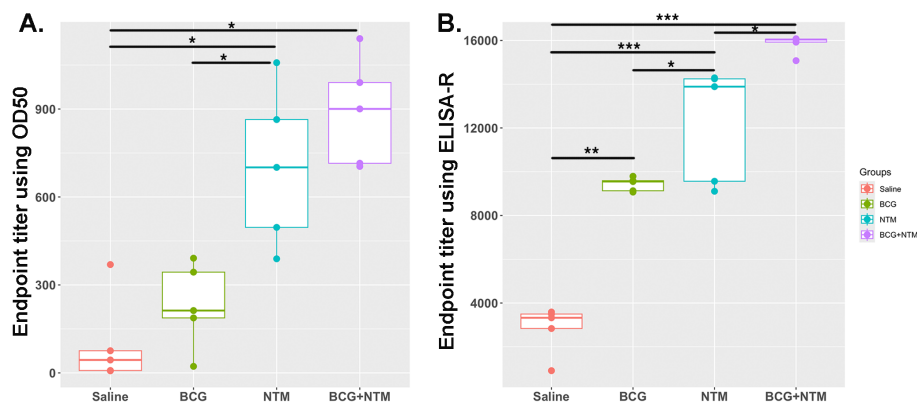 A.
*
*
*
Endpoint titer using OD50
900
600
300
0
Saline BCG NTM BCG+NTM
B.
***
*
***
*
**
Endpoint titer using ELISA-R
16000
12000
8000
4000
Saline BCG NTM BCG+NTM
Groups
Saline
BCG
NTM
BCG+NTM